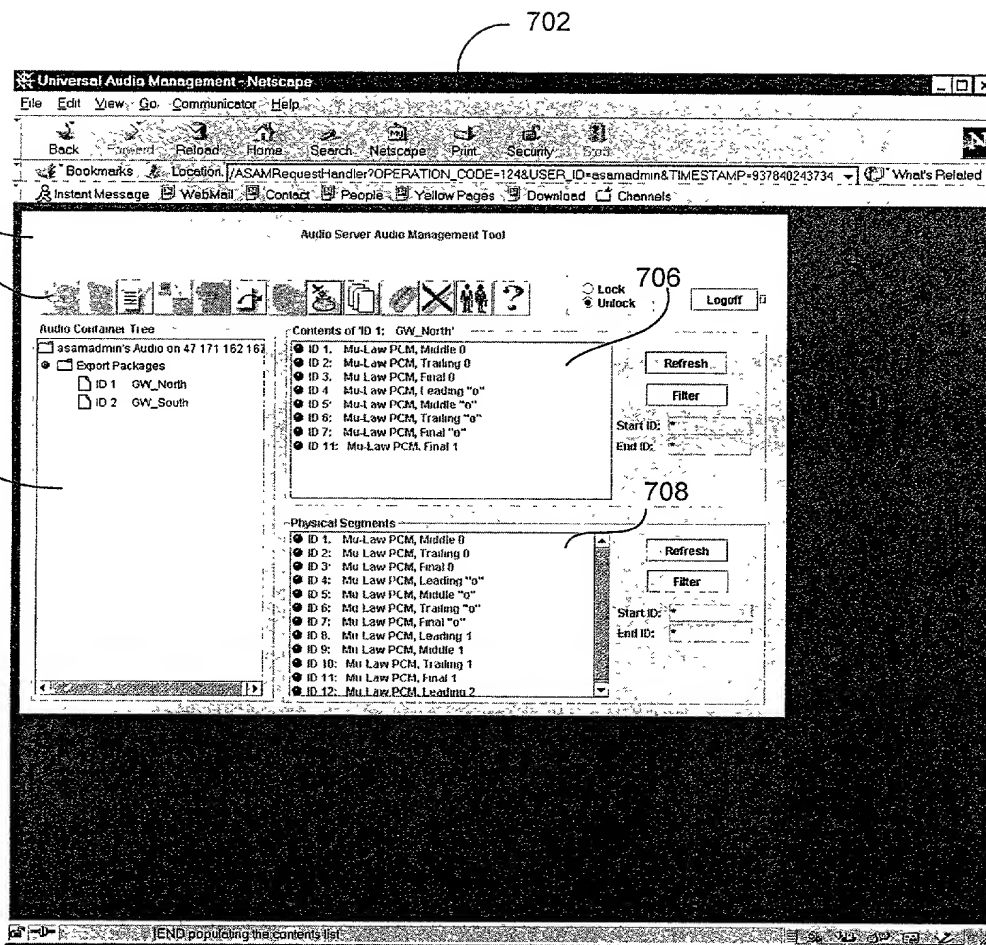 702
Universal Audio Management - Netscape
File Edit View Go Communicator Help
Back Forward Reload Home Search Netscape Print Security Stop
Bookmarks Location: /ASAMRequestHandler?OPERATION_CODE=124&USER_ID=asamadmin&TIMESTAMP=937840243734 What's Related
Instant Message WebMail Contact People Yellow Pages Download Channels
Audio Server Audio Management Tool
706
Lock
Unlock
Logoff
Audio Container Tree
asamadmin's Audio on 47 171 162 167
Export Packages
ID 1 GW_North
ID 2 GW_South
Contents of 'ID 1: GW_North'
ID 1. Mu-Law PCM, Middle 0
ID 2: Mu-Law PCM, Trailing 0
ID 3. Mu-Law PCM, Final 0
ID 4 Mu-Law PCM, Leading "o"
ID 5: Mu-Law PCM, Middle "o"
ID 6: Mu-Law PCM, Trailing "o"
ID 7: Mu-Law PCM, Final "o"
ID 11: Mu-Law PCM, Final 1
Refresh
Filter
Start ID: *
End ID: *
708
Physical Segments
ID 1. Mu-Law PCM, Middle 0
ID 2: Mu Law PCM, Trailing 0
ID 3: Mu-Law PCM, Final 0
ID 4: Mu Law PCM, Leading "o"
ID 5: Mu Law PCM, Middle "o"
ID 6: Mu Law PCM, Trailing "o"
ID 7: Mu Law PCM, Final "o"
ID 8. Mu Law PCM, Leading 1
ID 9: Mu Law PCM, Middle 1
ID 10: Mu Law PCM, Trailing 1
ID 11: Mu Law PCM, Final 1
ID 12: Mu Law PCM, Leading 2
Refresh
Filter
Start ID: *
End ID: *
END populating the contents list